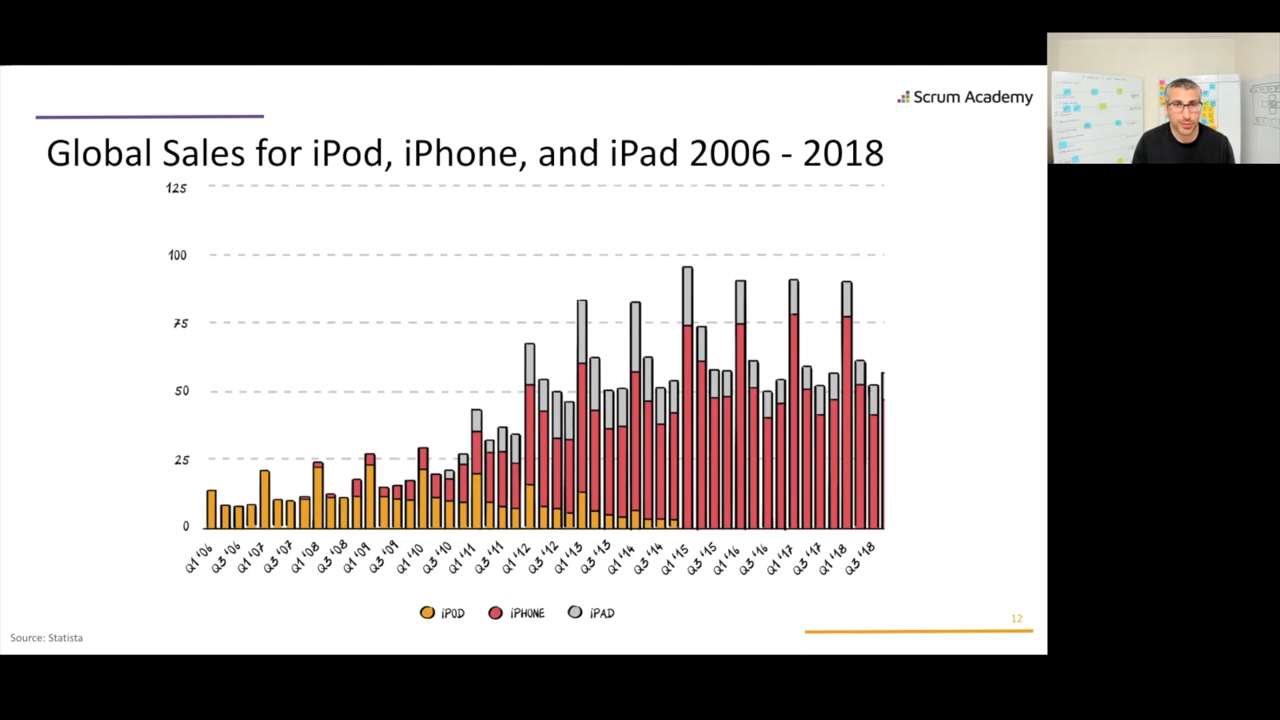 Scrum Academy
Global Sales for iPod, iPhone, and iPad 2006 - 2018
125
100
75
50
25
0
Q1 '06
Q3 '06
Q1 '07
Q3 '07
Q1 '08
Q3 '08
Q1 '09
Q3 '09
Q1 '10
Q3 '10
Q1 '11
Q3 '11
Q1 '12
Q3 '12
Q1 '13
Q3 '13
Q1 '14
Q3 '14
Q1 '15
Q3 '15
Q1 '16
Q3 '16
Q1 '17
Q3 '17
Q1 '18
Q3 '18
iPOD iPHONE iPAD
12
Source: Statista